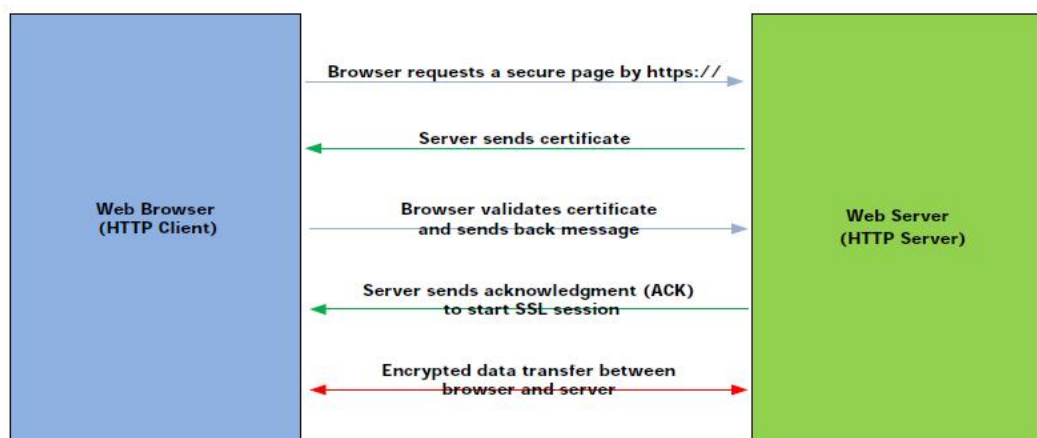 Browser requests a secure page by https://
Server sends certificate
Web Browser
(HTTP Client)
Browser validates certificate
and sends back message
Web Server
(HTTP Server)
Server sends acknowledgment (ACK)
to start SSL session
Encrypted data transfer between
browser and server